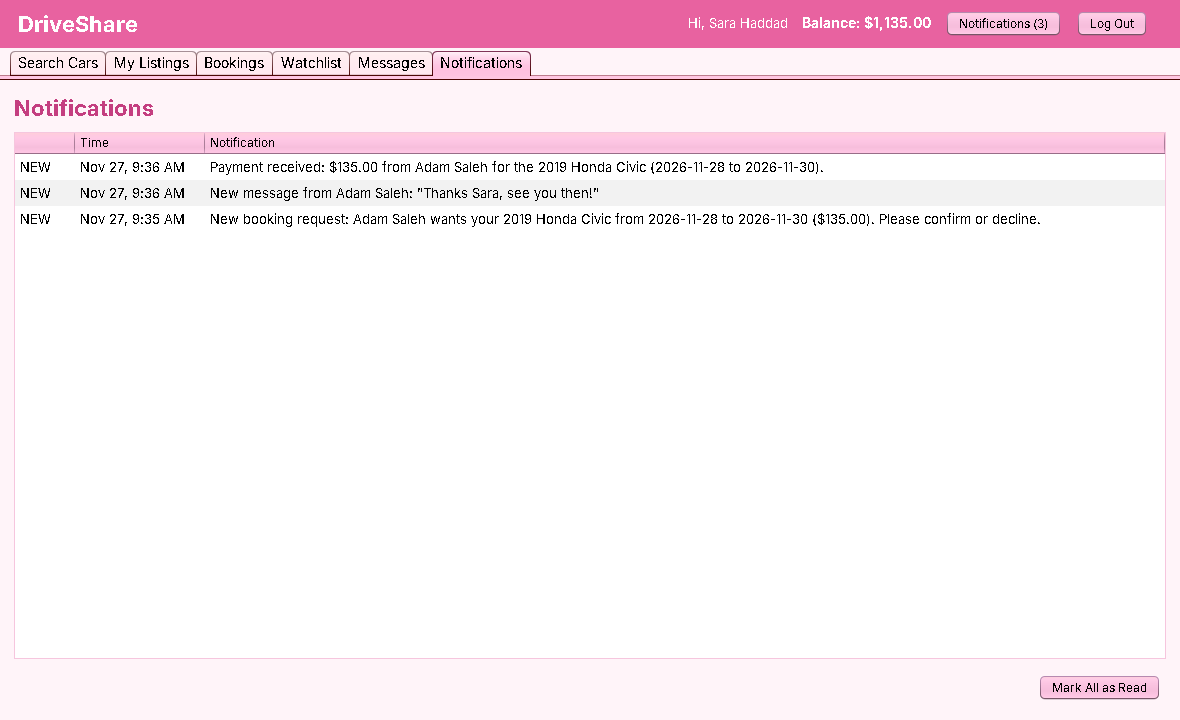 DriveShare
Hi, Sara Haddad Balance: $1,135.00 Notifications (3) Log Out
Search Cars My Listings Bookings Watchlist Messages Notifications
Notifications
Time Notification
NEW Nov 27, 9:36 AM Payment received: $135.00 from Adam Saleh for the 2019 Honda Civic (2026-11-28 to 2026-11-30).
NEW Nov 27, 9:36 AM New message from Adam Saleh: "Thanks Sara, see you then!"
NEW Nov 27, 9:35 AM New booking request: Adam Saleh wants your 2019 Honda Civic from 2026-11-28 to 2026-11-30 ($135.00). Please confirm or decline.
Mark All as Read